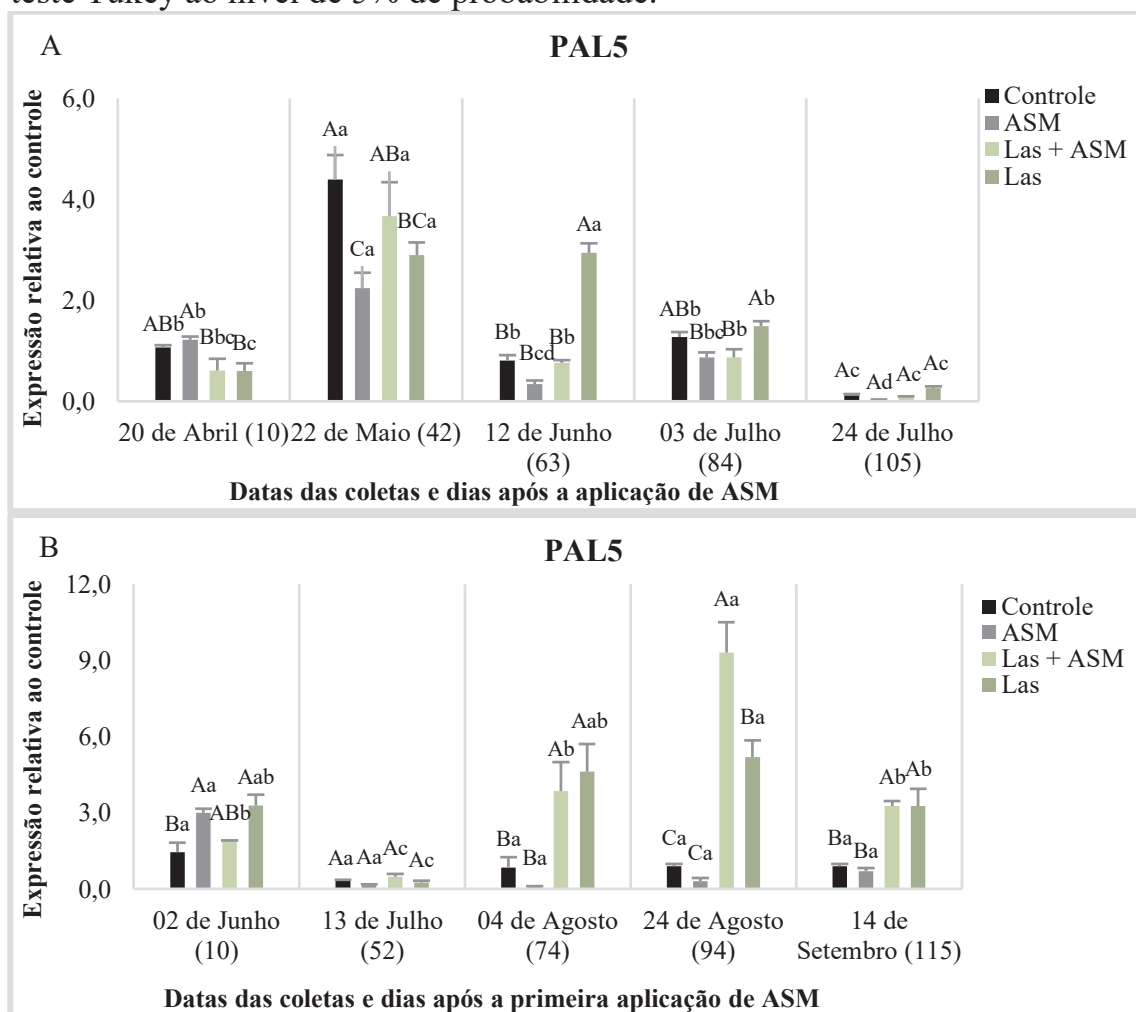 teste Tukey ao nível de 5% de probabilidade.
A
PAL5
Expressão relativa ao controle
6,0
4,0
2,0
0,0
ABb Ab Bbc Bc
Aa Ca ABa BCa
Bb Bcd Bb Aa
ABb Bbc Bb Ab
Ac Ad Ac Ac
Controle
ASM
Las + ASM
Las
20 de Abril (10) 22 de Maio (42) 12 de Junho 03 de Julho 24 de Julho
(63) (84) (105)
Datas das coletas e dias após a aplicação de ASM
B
PAL5
Expressão relativa ao controle
12,0
9,0
6,0
3,0
0,0
Ba Aa ABb Aab
Aa Aa Ac Ac
Ba Ba Ab Aab
Ca Ca Aa Ba
Ba Ba Ab Ab
Controle
ASM
Las + ASM
Las
02 de Junho 13 de Julho 04 de Agosto 24 de Agosto 14 de
(10) (52) (74) (94) Setembro (115)
Datas das coletas e dias após a primeira aplicação de ASM